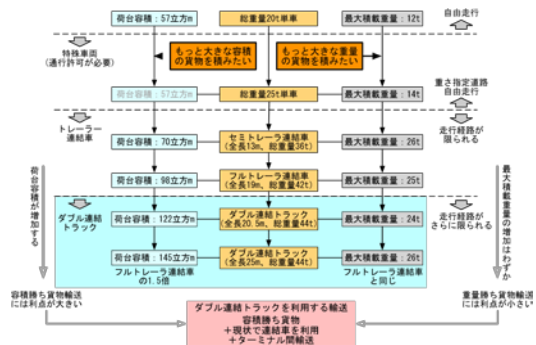 荷台容積：57立方m
総重量20t単車
最大積載重量：12t
自由走行
特殊車両
(通行許可が必要)
もっと大きな容積
の貨物を積みたい
もっと大きな重量
の貨物を積みたい
荷台容積：57立方m
総重量25t単車
最大積載重量：14t
重さ指定道路
自由走行
トレーラー
連結車
荷台容積：70立方m
セミトレーラ連結車
(全長13m、総重量36t)
最大積載重量：26t
走行経路が
限られる
荷台容積：98立方m
フルトレーラ連結車
(全長19m、総重量42t)
最大積載重量：25t
荷台容積が増加する
最大積載重量の増加はわずか
ダブル連結
トラック
荷台容積：122立方m
ダブル連結トラック
(全長20.5m、総重量44t)
最大積載重量：24t
走行経路が
さらに限られる
荷台容積：145立方m
ダブル連結トラック
(全長25m、総重量44t)
最大積載重量：26t
フルトレーラ連結車
の1.5倍
フルトレーラ連結車
と同じ
容積勝ち貨物輸送
には利点が大きい
重量勝ち貨物輸送
には利点が小さい
ダブル連結トラックを利用する輸送
容積勝ち貨物
＋現状で連結車を利用
＋ターミナル間輸送